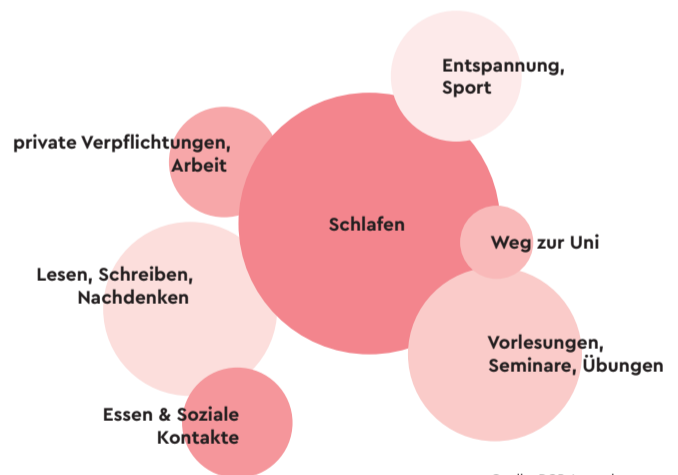 Entspannung,
Sport
private Verpflichtungen,
Arbeit
Schlafen
Weg zur Uni
Lesen, Schreiben,
Nachdenken
Vorlesungen,
Seminare, Übungen
Essen & Soziale
Kontakte